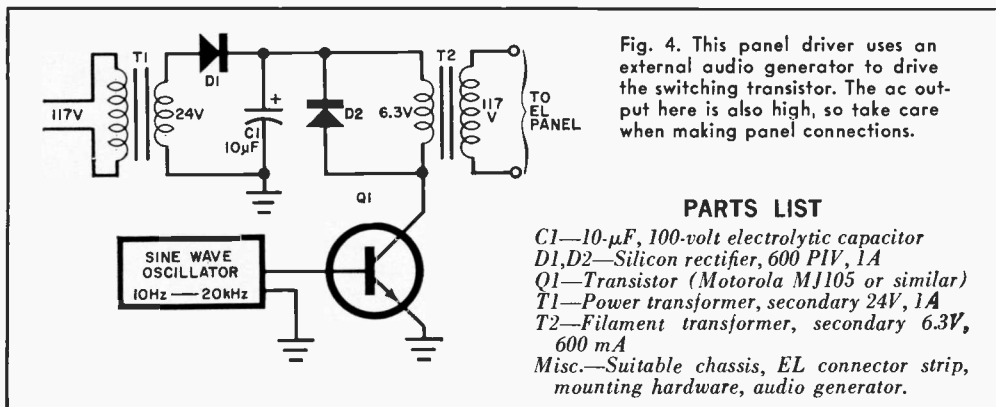 T1
D1
T2
117V
24V
+
C1
10µF
D2
6.3V
117
V
TO
EL
PANEL
Q1
SINE WAVE
OSCILLATOR
10Hz — 20kHz
Fig. 4. This panel driver uses an
external audio generator to drive
the switching transistor. The ac out-
put here is also high, so take care
when making panel connections.
PARTS LIST
C1—10-µF, 100-volt electrolytic capacitor
D1,D2—Silicon rectifier, 600 PIV, 1A
Q1—Transistor (Motorola MJ105 or similar)
T1—Power transformer, secondary 24V, 1A
T2—Filament transformer, secondary 6.3V,
600 mA
Misc.—Suitable chassis, EL connector strip,
mounting hardware, audio generator.